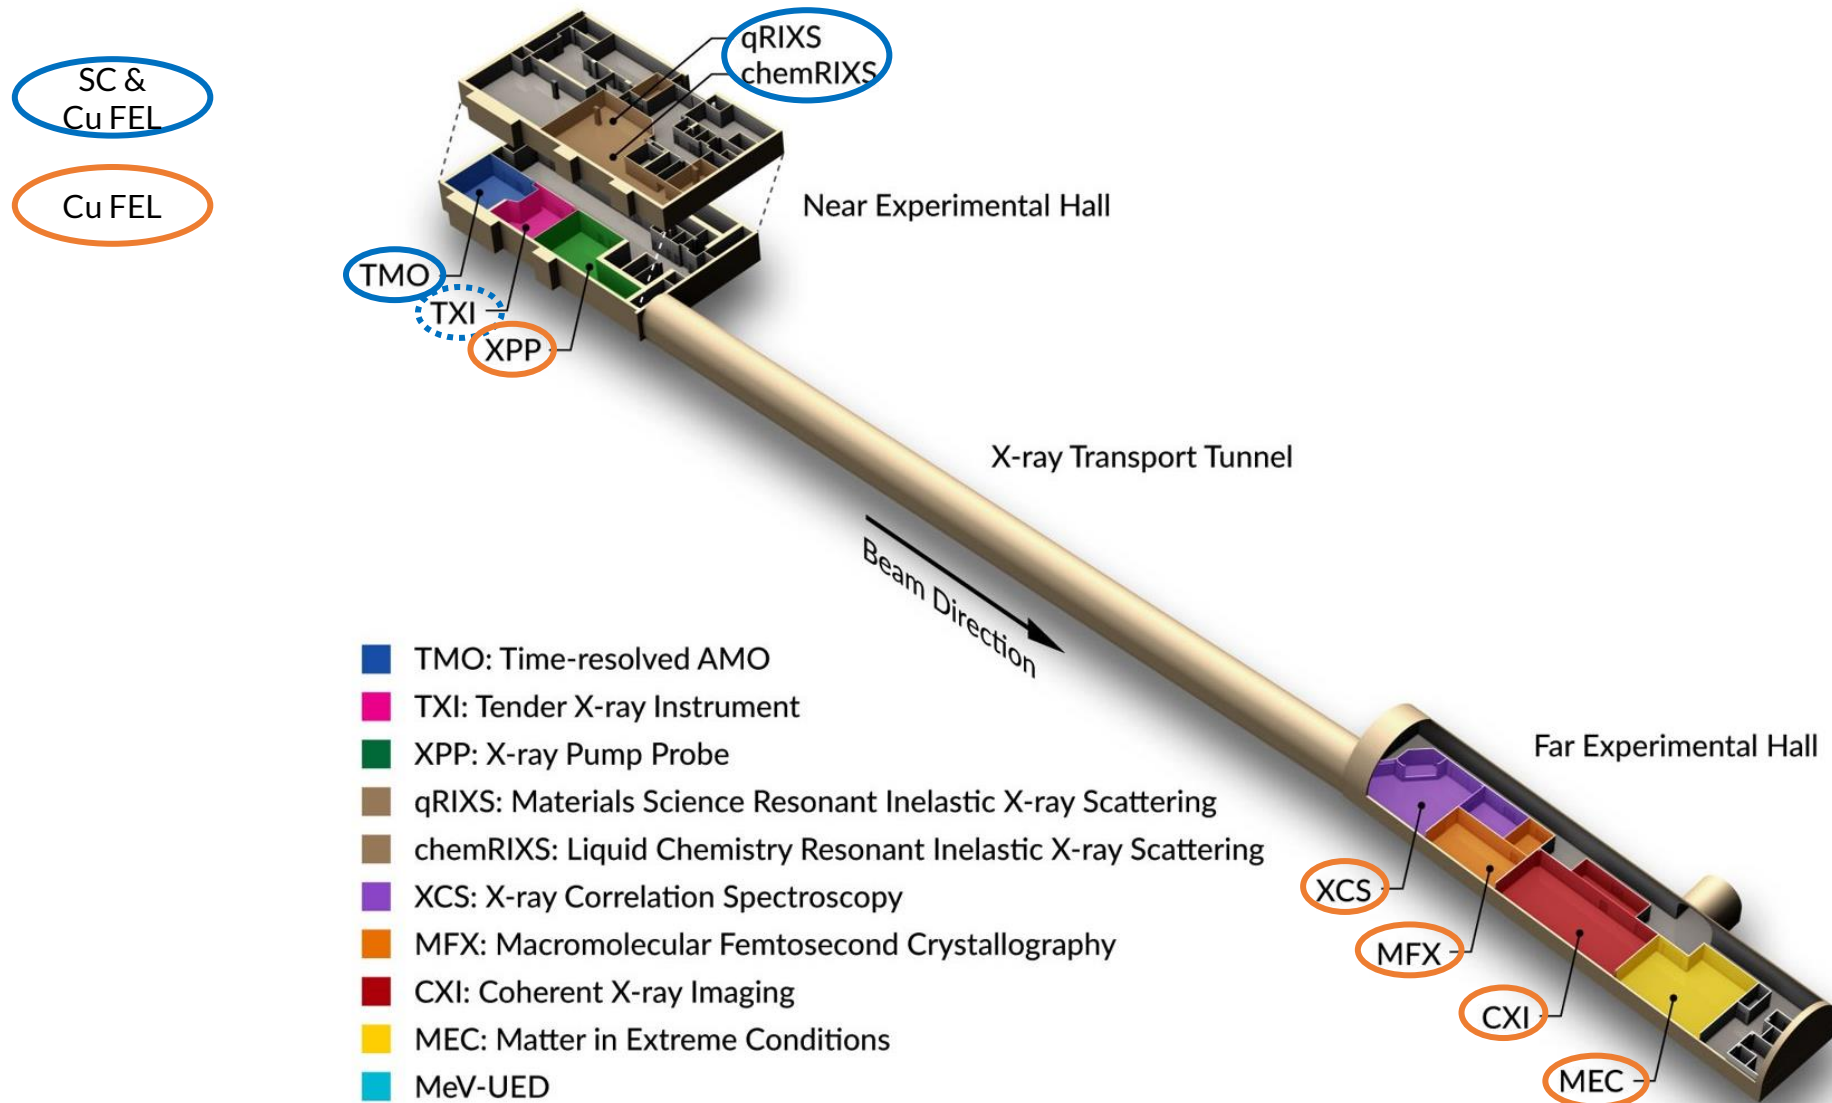 SC &
Cu FEL
Cu FEL
qRIXS
chemRIXS
Near Experimental Hall
TMO
TXI
XPP
X-ray Transport Tunnel
Beam Direction
Far Experimental Hall
TMO: Time-resolved AMO
TXI: Tender X-ray Instrument
XPP: X-ray Pump Probe
qRIXS: Materials Science Resonant Inelastic X-ray Scattering
chemRIXS: Liquid Chemistry Resonant Inelastic X-ray Scattering
XCS: X-ray Correlation Spectroscopy
MFX: Macromolecular Femtosecond Crystallography
CXI: Coherent X-ray Imaging
MEC: Matter in Extreme Conditions
MeV-UED
XCS
MFX
CXI
MEC